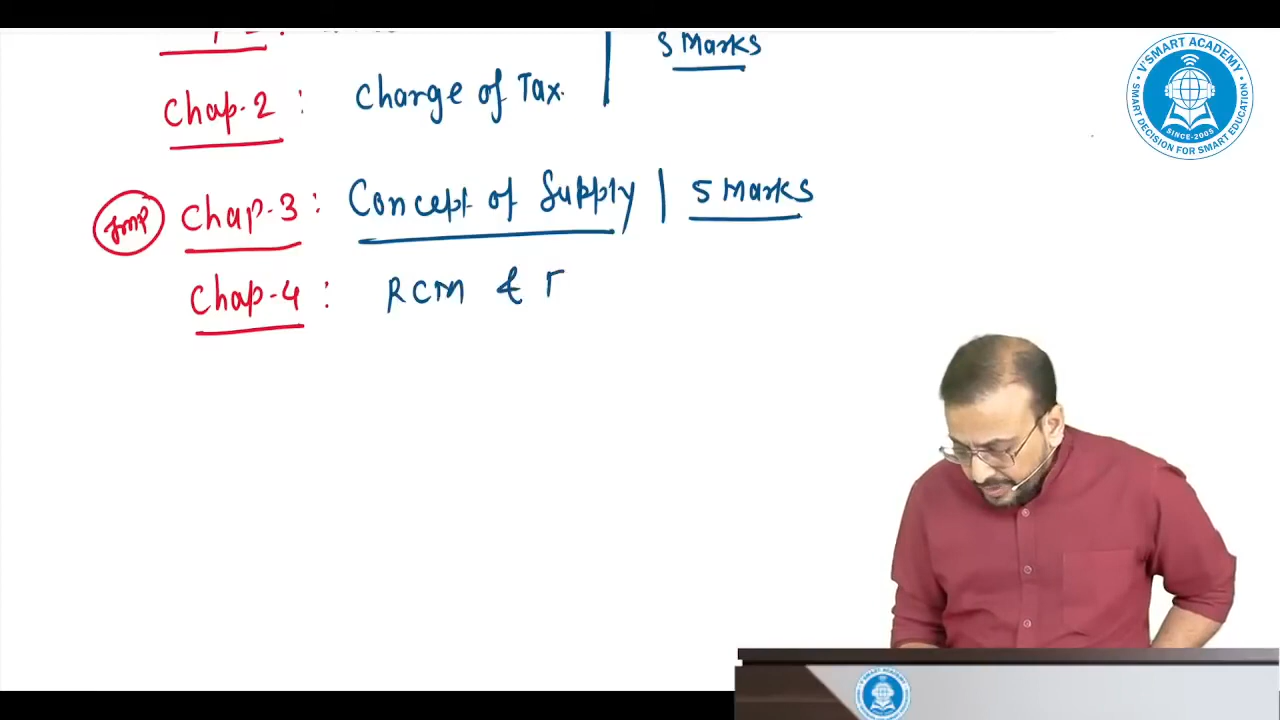 5 Marks
Chap-2 : Charge of Tax.
Imp Chap-3 : Concept of Supply | 5 Marks
Chap-4 : RCM &
V'SMART ACADEMY
SINCE-2005
SMART DECISION FOR SMART EDUCATION